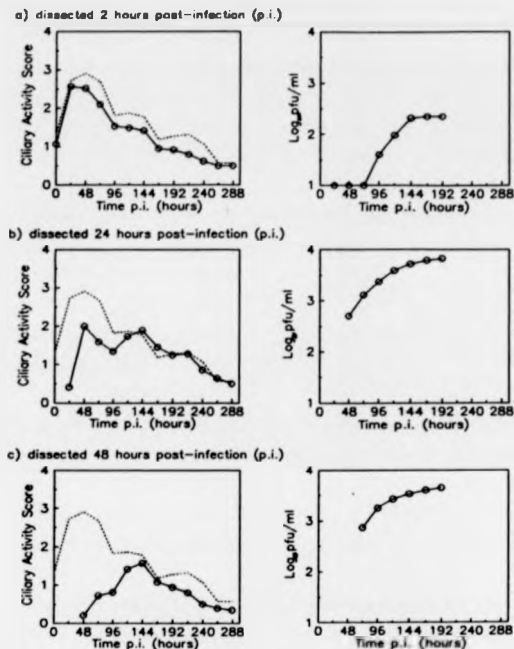 a) dissected 2 hours post-infection (p.i.)
Ciliary Activity Score
4
3
2
1
0
0 48 96 144 192 240 288
Time p.i. (hours)
Log pfu/ml
4
3
2
1
0 48 96 144 192 240 288
Time p.i. (hours)
b) dissected 24 hours post-infection (p.i.)
Ciliary Activity Score
4
3
2
1
0
0 48 96 144 192 240 288
Time p.i. (hours)
Log pfu/ml
4
3
2
1
0 48 96 144 192 240 288
Time p.i. (hours)
c) dissected 48 hours post-infection (p.i.)
Ciliary Activity Score
4
3
2
1
0
0 48 96 144 192 240 288
Time p.i. (hours)
Log pfu/ml
4
3
2
1
0 48 96 144 192 240 288
Time p.i. (hours)